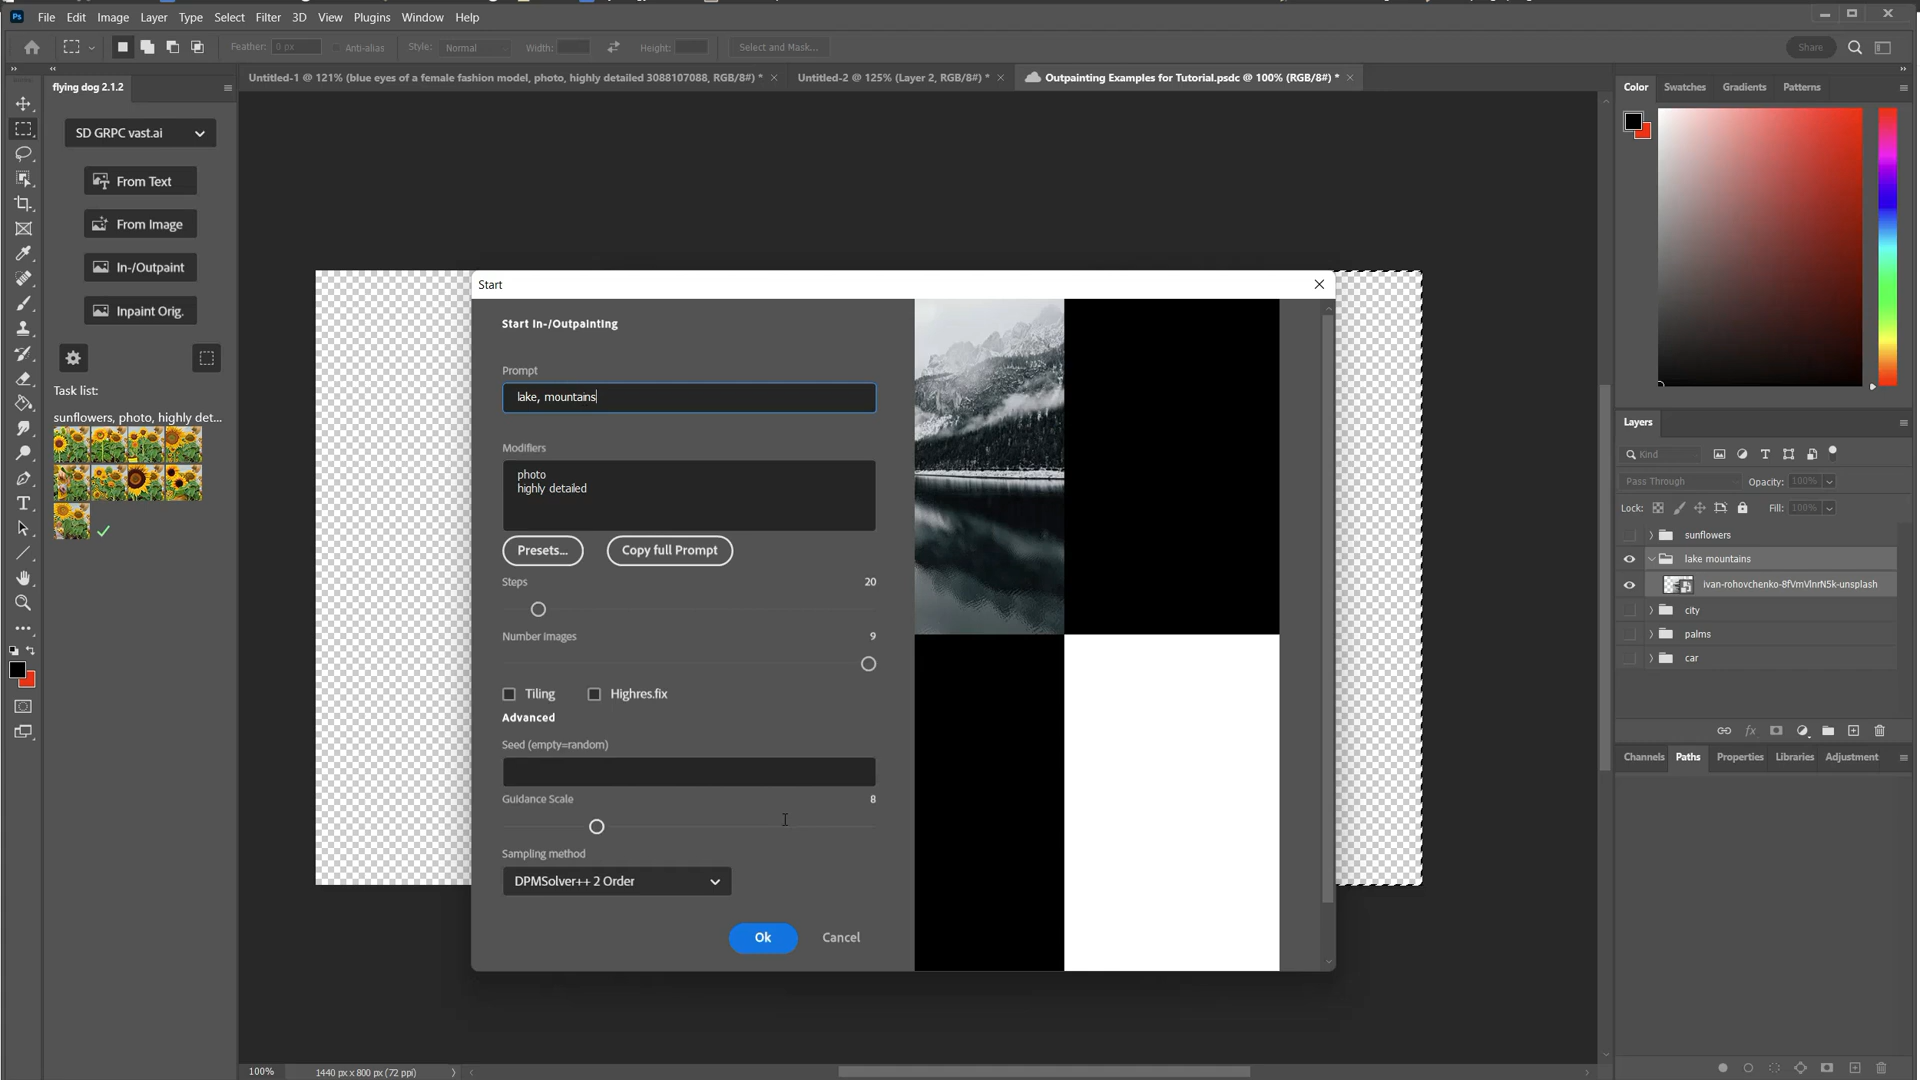 Ps File Edit Image Layer Type Select Filter 3D View Plugins Window Help
Feather: 0 px Anti-alias Style: Normal Width: Height: Select and Mask... Share
flying dog 2.1.2
Untitled-1 @ 121% (blue eyes of a female fashion model, photo, highly detailed 3088107088, RGB/8#) *
Untitled-2 @ 125% (Layer 2, RGB/8#) *
Outpainting Examples for Tutorial.psdc @ 100% (RGB/8#) *
SD GRPC vast.ai
From Text
From Image
In-/Outpaint
Inpaint Orig.
Task list:
sunflowers, photo, highly det...
Start
Start In-/Outpainting
Prompt
lake, mountains
Modifiers
photo
highly detailed
Presets... Copy full Prompt
Steps 20
Number Images 9
Tiling Highres.fix
Advanced
Seed (empty=random)
Guidance Scale 8
Sampling method
DPMSolver++ 2 Order
Ok Cancel
Color Swatches Gradients Patterns
Layers
Kind
Pass Through Opacity: 100%
Lock: Fill: 100%
sunflowers
lake mountains
ivan-rohovchenko-8fVmVlnrN5k-unsplash
city
palms
car
Channels Paths Properties Libraries Adjustment
100% 1440 px x 800 px (72 ppi)